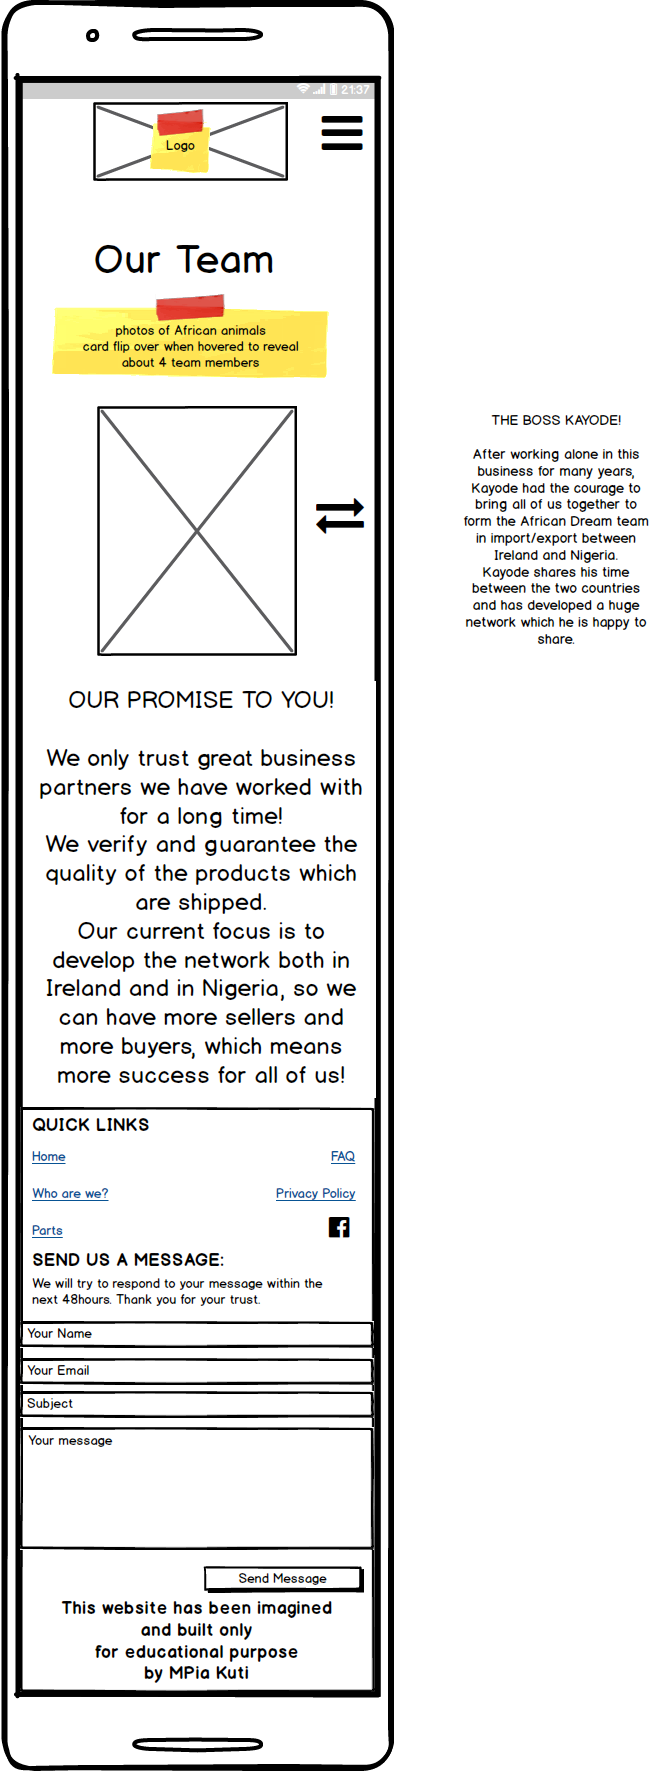 21:37
Logo
Our Team
photos of African animals
card flip over when hovered to reveal
about 4 team members
THE BOSS KAYODE!
After working alone in this
business for many years,
Kayode had the courage to
bring all of us together to
form the African Dream team
in import/export between
Ireland and Nigeria.
Kayode shares his time
between the two countries
and has developed a huge
network which he is happy to
share.
OUR PROMISE TO YOU!
We only trust great business
partners we have worked with
for a long time!
We verify and guarantee the
quality of the products which
are shipped.
Our current focus is to
develop the network both in
Ireland and in Nigeria, so we
can have more sellers and
more buyers, which means
more success for all of us!
QUICK LINKS
Home FAQ
Who are we? Privacy Policy
Parts
SEND US A MESSAGE:
We will try to respond to your message within the
next 48hours. Thank you for your trust.
Your Name
Your Email
Subject
Your message
Send Message
This website has been imagined
and built only
for educational purpose
by MPia Kuti